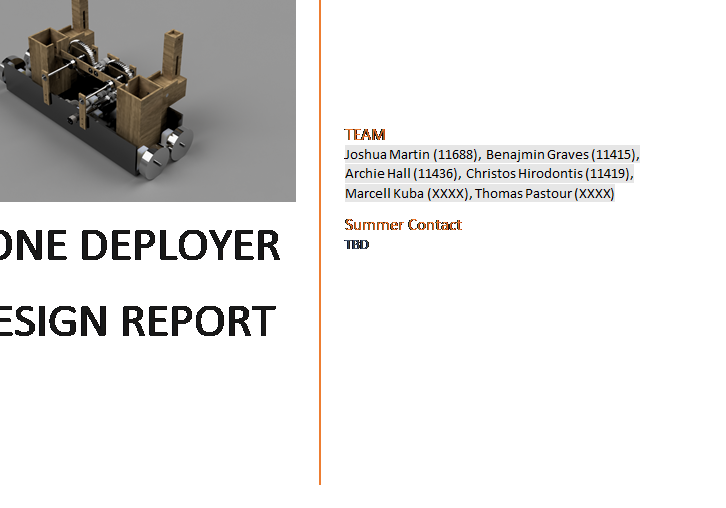 TEAM
Joshua Martin (11688), Benajmin Graves (11415),
Archie Hall (11436), Christos Hirodontis (11419),
Marcell Kuba (XXXX), Thomas Pastour (XXXX)
Summer Contact
TBD
ONE DEPLOYER
ESIGN REPORT